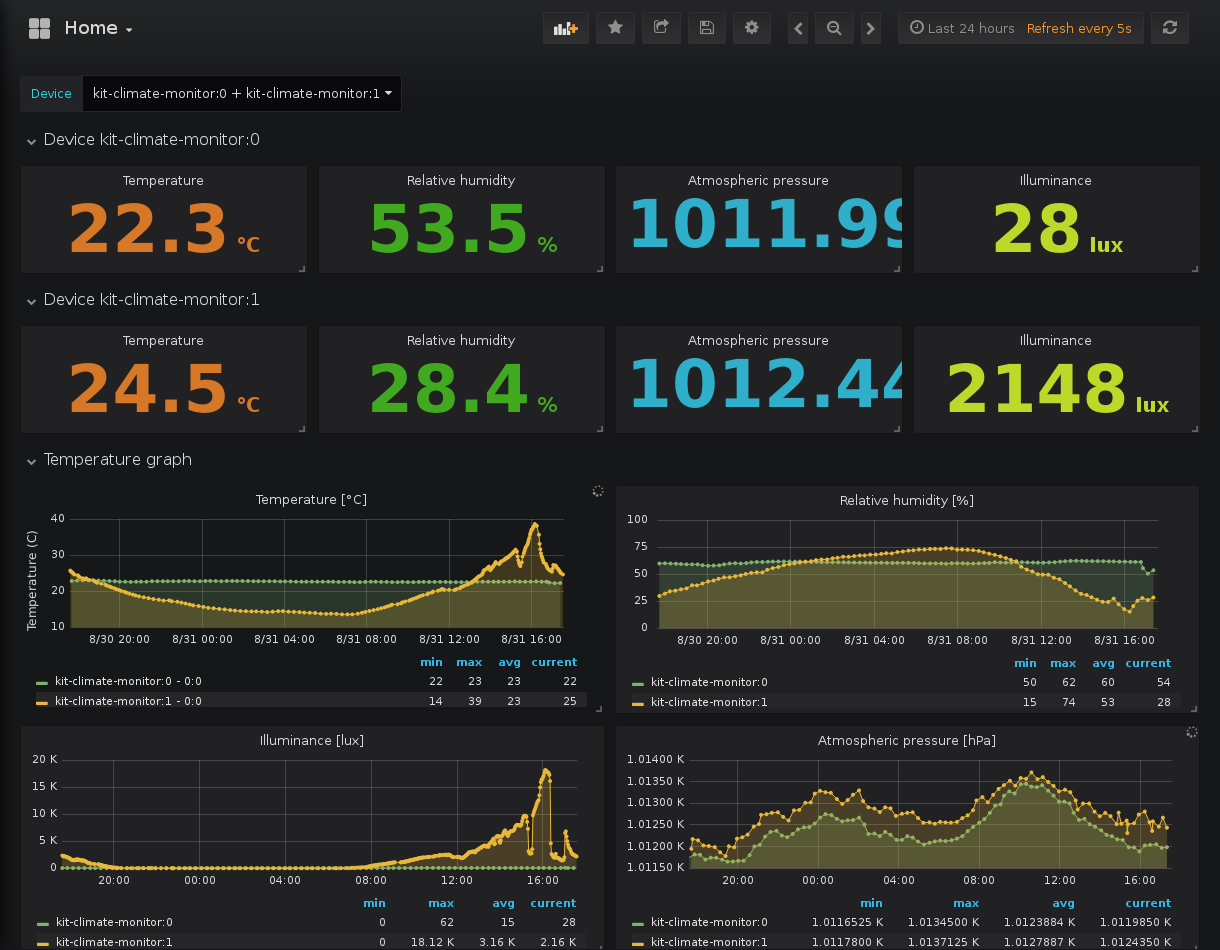 Home
Last 24 hours Refresh every 5s
Device kit-climate-monitor:0 + kit-climate-monitor:1
Device kit-climate-monitor:0
Temperature Relative humidity Atmospheric pressure Illuminance
22.3 °C 53.5 % 1011.99 28 lux
Device kit-climate-monitor:1
Temperature Relative humidity Atmospheric pressure Illuminance
24.5 °C 28.4 % 1012.44 2148 lux
Temperature graph
Temperature [°C]
Temperature (C)
40
30
20
10
8/30 20:00 8/31 00:00 8/31 04:00 8/31 08:00 8/31 12:00 8/31 16:00
min max avg current
kit-climate-monitor:0 - 0:0 22 23 23 22
kit-climate-monitor:1 - 0:0 14 39 23 25
Relative humidity [%]
100
75
50
25
0
8/30 20:00 8/31 00:00 8/31 04:00 8/31 08:00 8/31 12:00 8/31 16:00
min max avg current
kit-climate-monitor:0 50 62 60 54
kit-climate-monitor:1 15 74 53 28
Illuminance [lux]
20 K
15 K
10 K
5 K
0
20:00 00:00 04:00 08:00 12:00 16:00
min max avg current
kit-climate-monitor:0 0 62 15 28
kit-climate-monitor:1 0 18.12 K 3.16 K 2.16 K
Atmospheric pressure [hPa]
1.01400 K
1.01350 K
1.01300 K
1.01250 K
1.01200 K
1.01150 K
20:00 00:00 04:00 08:00 12:00 16:00
min max avg current
kit-climate-monitor:0 1.0116525 K 1.0134500 K 1.0123884 K 1.0119850 K
kit-climate-monitor:1 1.0117800 K 1.0137125 K 1.0127887 K 1.0124350 K